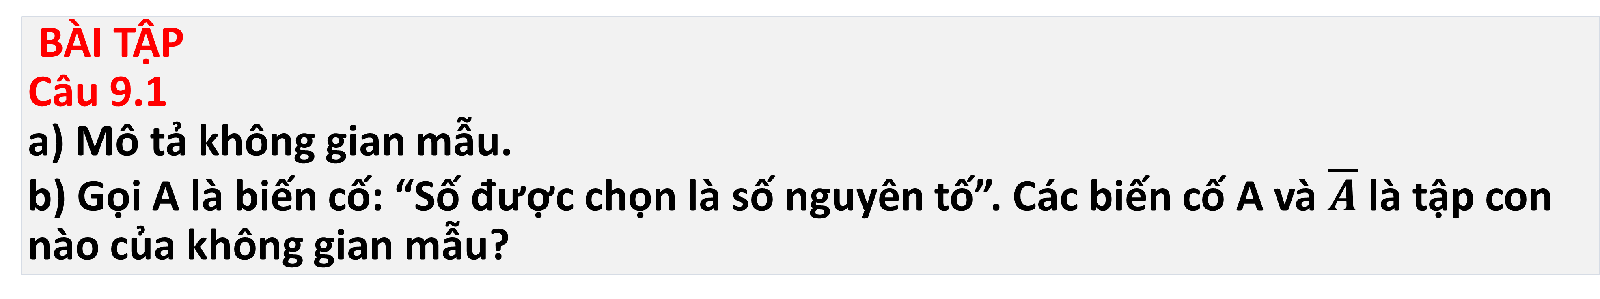 BÀI TẬP
Câu 9.1
a) Mô tả không gian mẫu.
b) Gọi A là biến cố: “Số được chọn là số nguyên tố”. Các biến cố A và \overline{A} là tập con
nào của không gian mẫu?